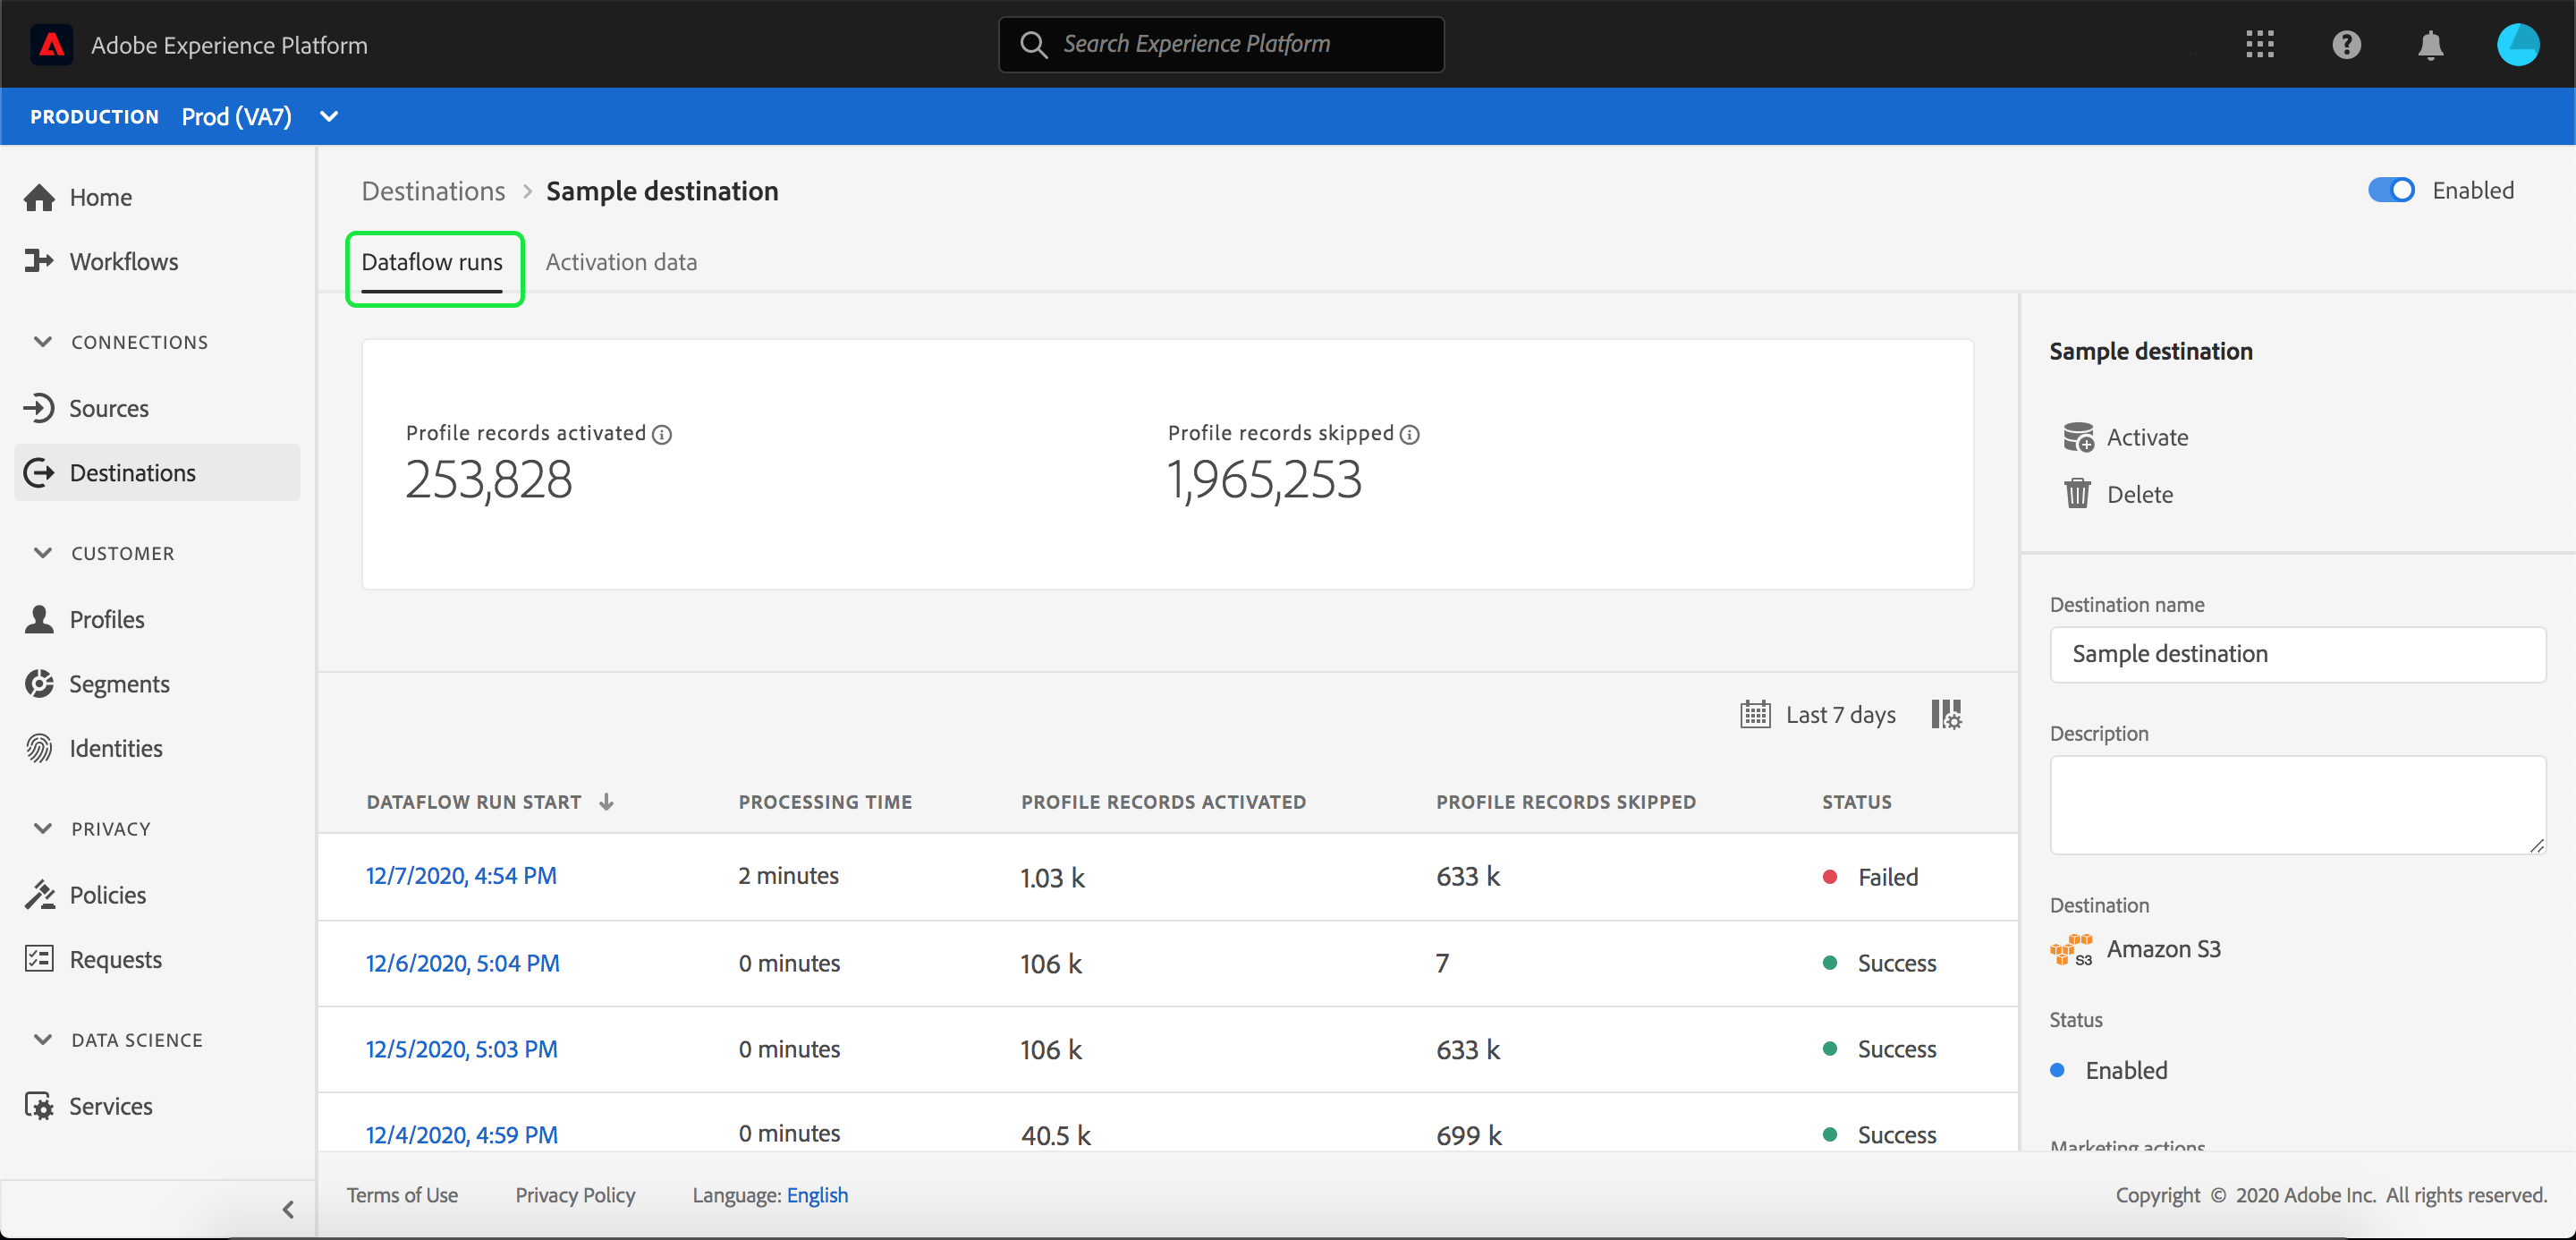 Adobe Experience Platform
Search Experience Platform
PRODUCTION Prod (VA7)
Home
Workflows
CONNECTIONS
Sources
Destinations
CUSTOMER
Profiles
Segments
Identities
PRIVACY
Policies
Requests
DATA SCIENCE
Services
Destinations > Sample destination
Enabled
Dataflow runs Activation data
Profile records activated
253,828
Profile records skipped
1,965,253
Last 7 days
DATAFLOW RUN START ↓ PROCESSING TIME PROFILE RECORDS ACTIVATED PROFILE RECORDS SKIPPED STATUS
12/7/2020, 4:54 PM 2 minutes 1.03 k 633 k Failed
12/6/2020, 5:04 PM 0 minutes 106 k 7 Success
12/5/2020, 5:03 PM 0 minutes 106 k 633 k Success
12/4/2020, 4:59 PM 0 minutes 40.5 k 699 k Success
Sample destination
Activate
Delete
Destination name
Sample destination
Description
Destination
S3 Amazon S3
Status
Enabled
Marketing actions
Terms of Use Privacy Policy Language: English
Copyright © 2020 Adobe Inc. All rights reserved.